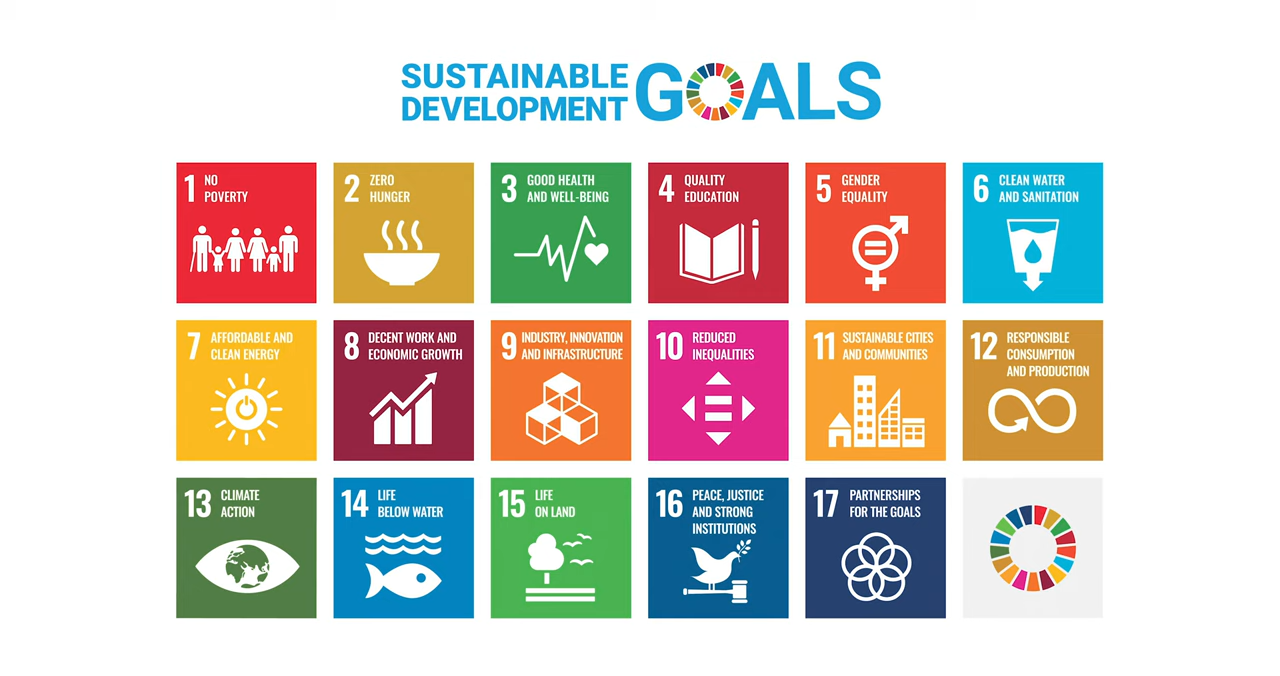 SUSTAINABLE
DEVELOPMENT
GOALS
1 NO
POVERTY
2 ZERO
HUNGER
3 GOOD HEALTH
AND WELL-BEING
4 QUALITY
EDUCATION
5 GENDER
EQUALITY
6 CLEAN WATER
AND SANITATION
7 AFFORDABLE AND
CLEAN ENERGY
8 DECENT WORK AND
ECONOMIC GROWTH
9 INDUSTRY, INNOVATION
AND INFRASTRUCTURE
10 REDUCED
INEQUALITIES
11 SUSTAINABLE CITIES
AND COMMUNITIES
12 RESPONSIBLE
CONSUMPTION
AND PRODUCTION
13 CLIMATE
ACTION
14 LIFE
BELOW WATER
15 LIFE
ON LAND
16 PEACE, JUSTICE
AND STRONG
INSTITUTIONS
17 PARTNERSHIPS
FOR THE GOALS